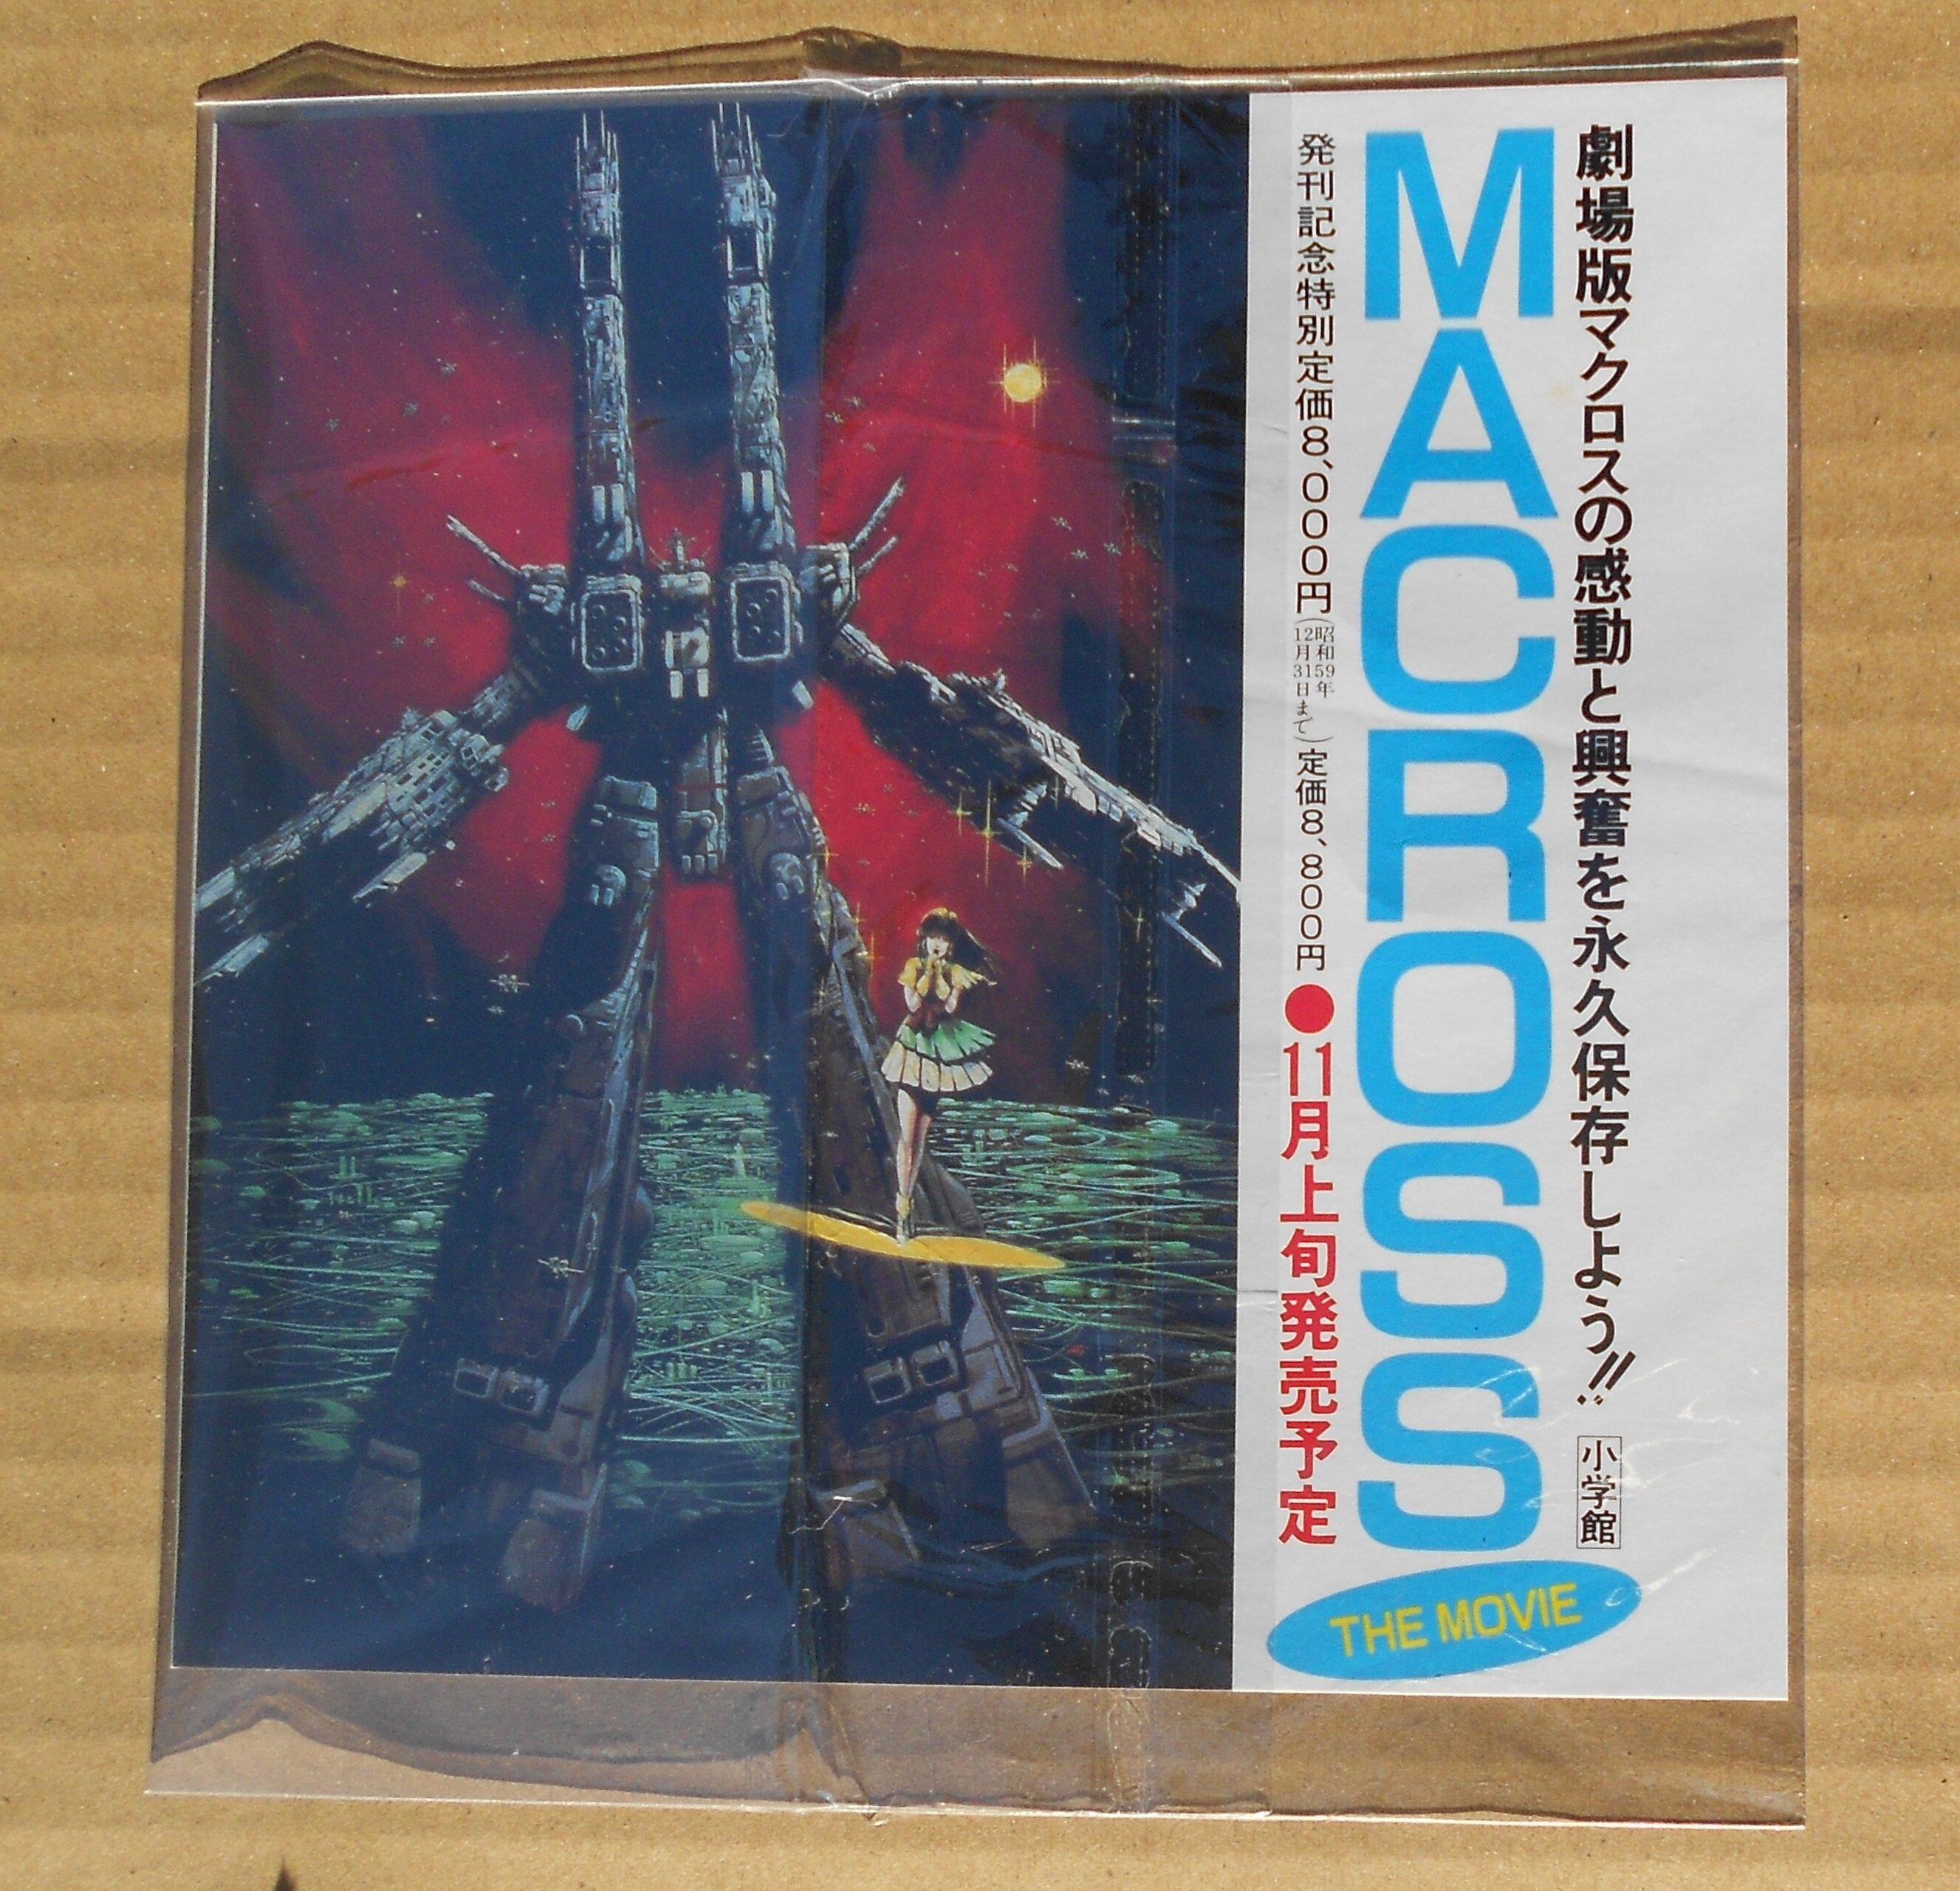 劇場版マクロスの感動と興奮を永久保存しよう!!
小学館
MACROSS
THE MOVIE
発刊記念特別定価8、000円(昭和59年12月31日まで)定価8、800円
●11月上旬発売予定